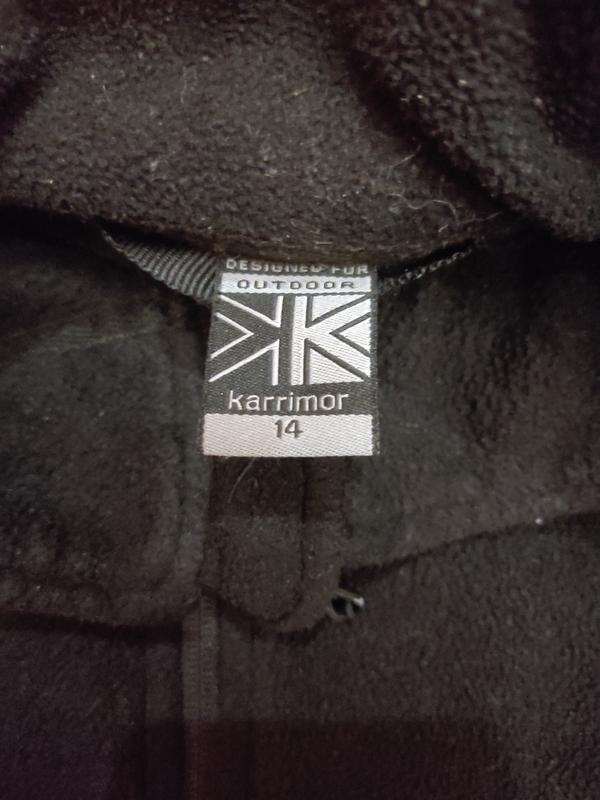 DESIGNED FOR
OUTDOOR
karrimor
14